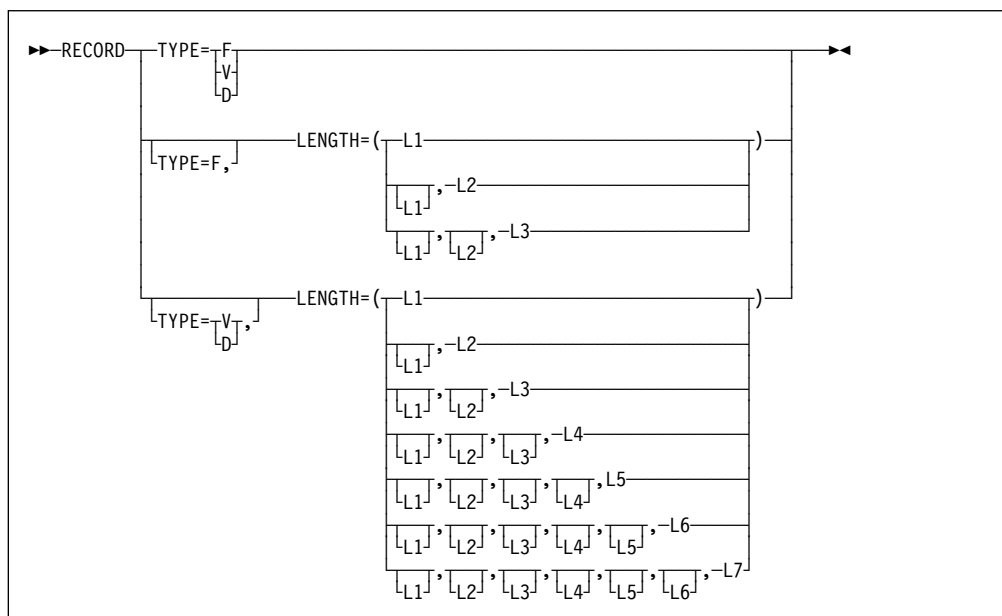 ►►─RECORD─ TYPE=─F─ ─►◄
V
D
LENGTH=( L1 )
TYPE=F,
,─L2
L1
, , ─L3
L1 L2
LENGTH=( L1 )
TYPE=─V─,
D
,─L2
L1
, ,─L3
L1 L2
, , ,─L4
L1 L2 L3
, , , ,L5
L1 L2 L3 L4
, , , , ,─L6
L1 L2 L3 L4 L5
, , , , , ,─L7
L1 L2 L3 L4 L5 L6